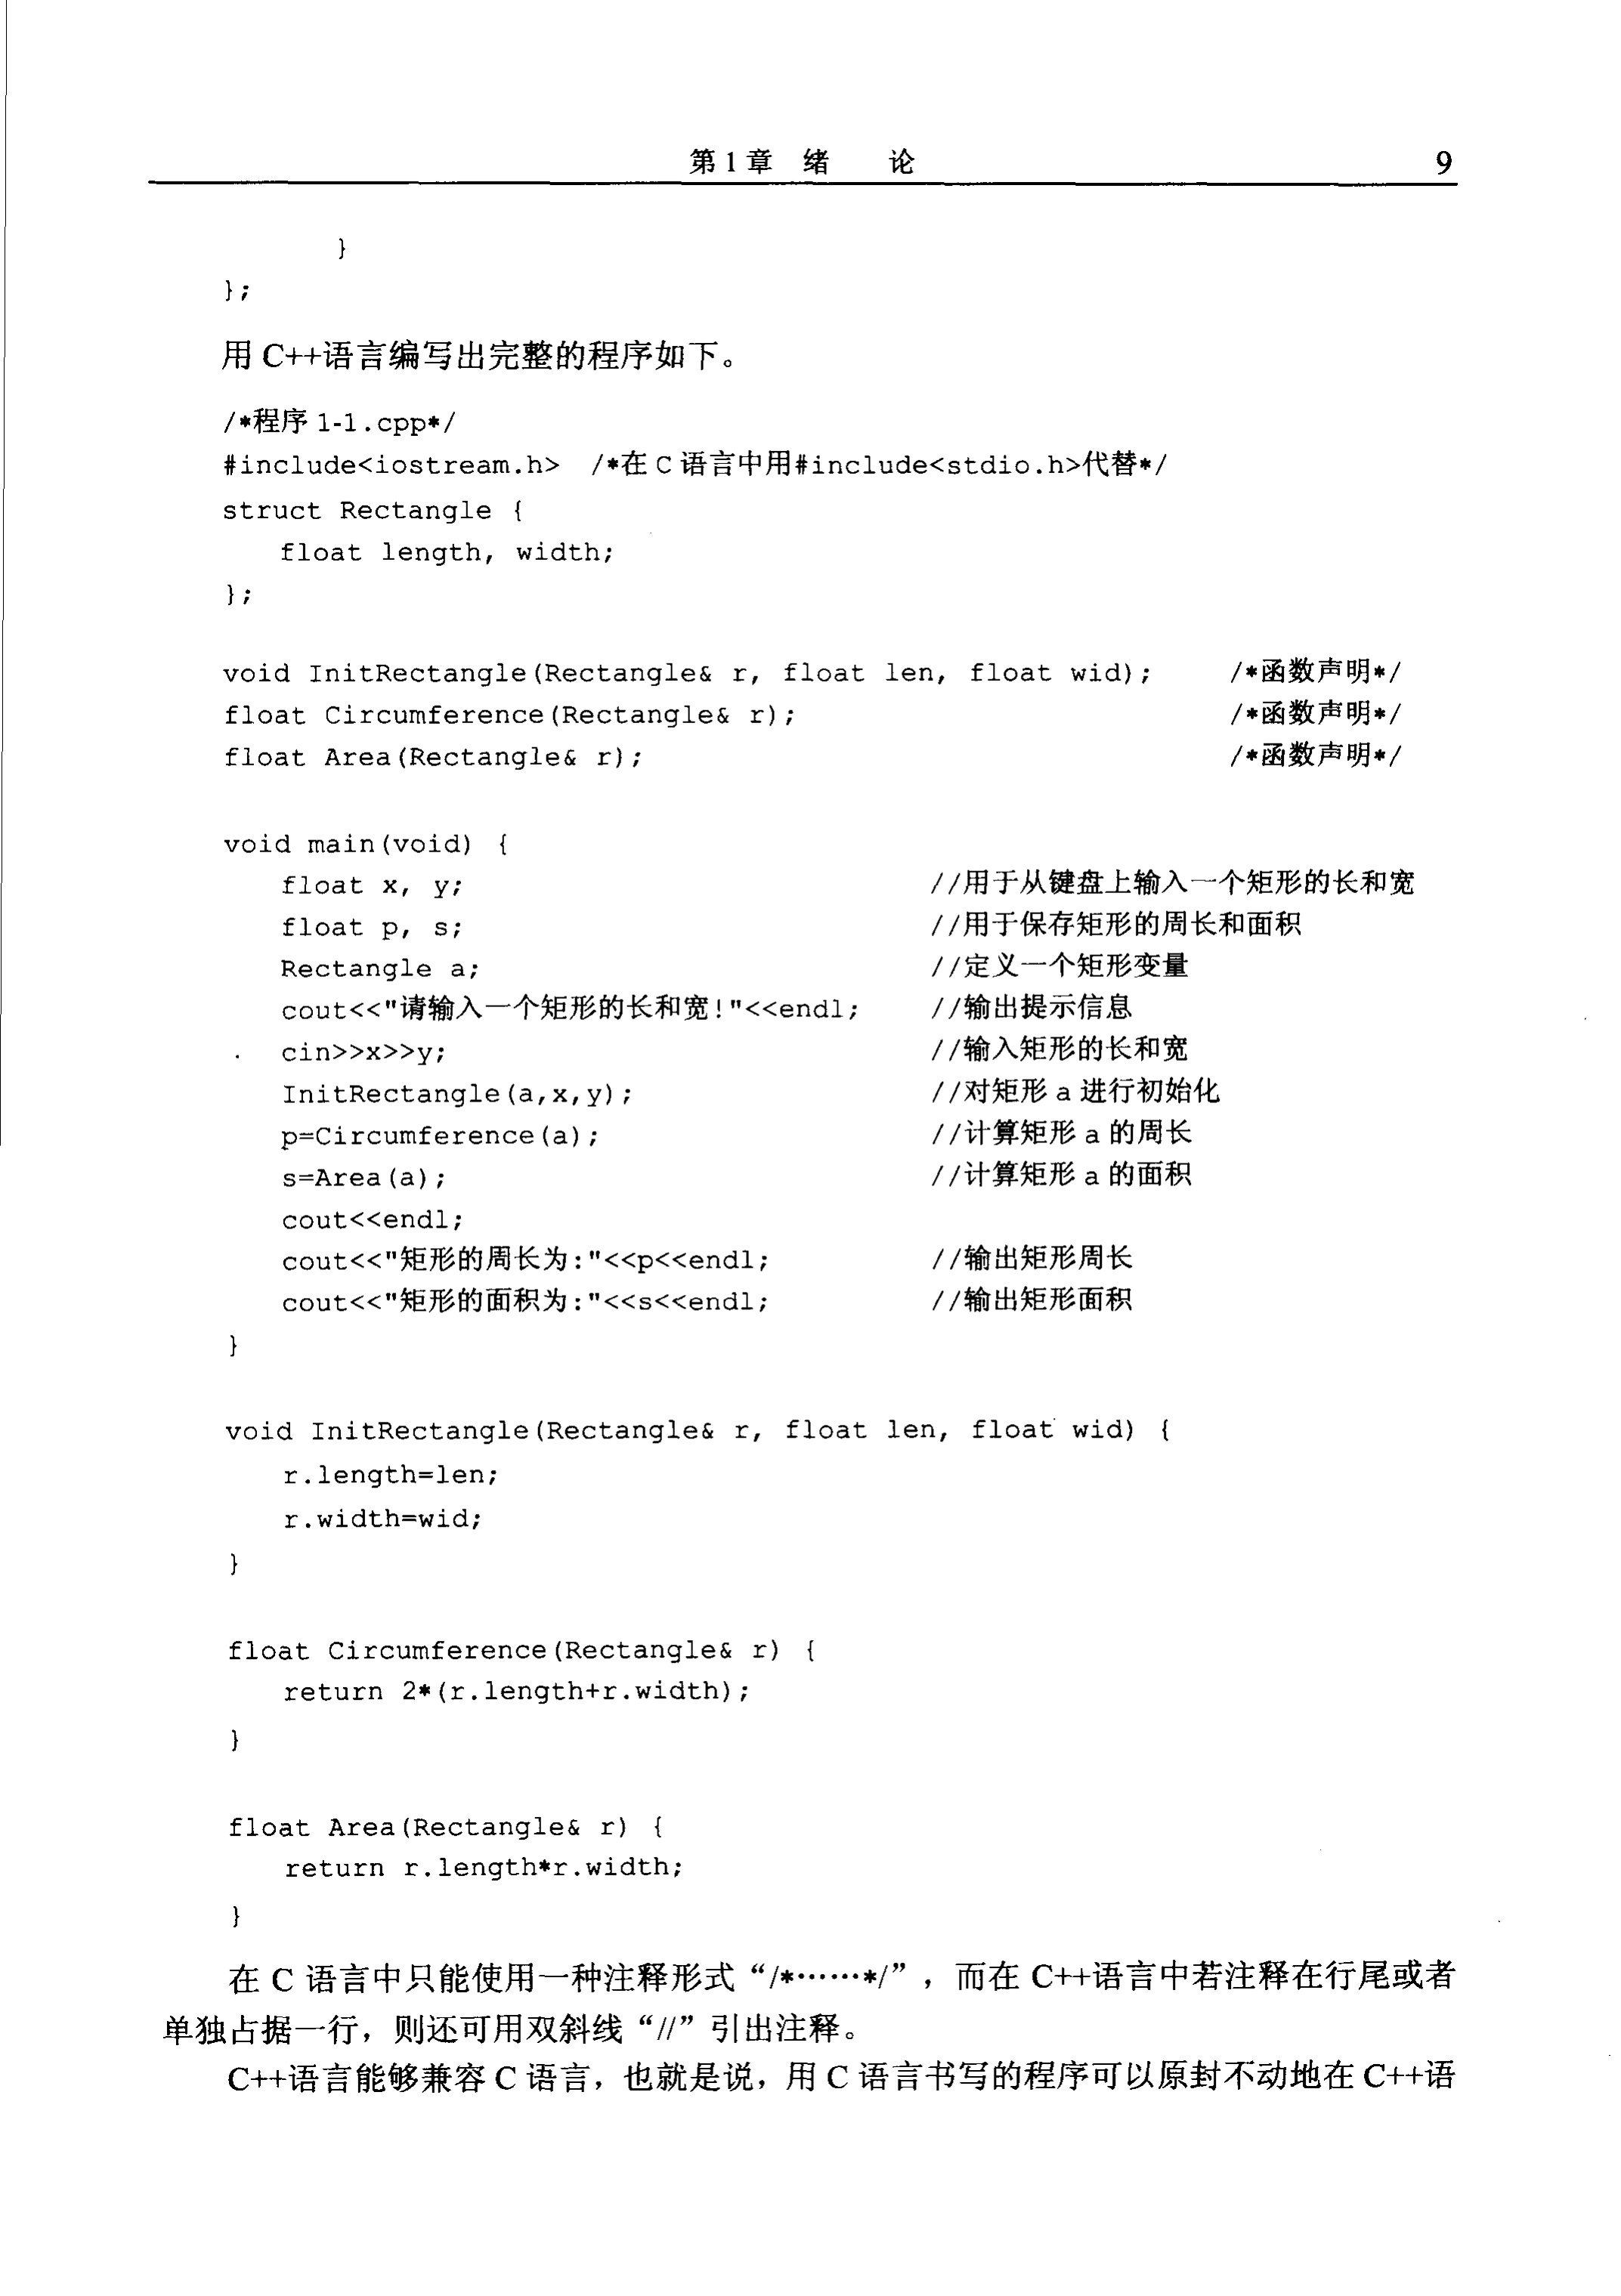 第 1 章 绪 论 9
}
};
用 C++语言编写出完整的程序如下。
/*程序 1-1.cpp*/
#include<iostream.h> /*在 C 语言中用#include<stdio.h>代替*/
struct Rectangle {
float length, width;
};
void InitRectangle(Rectangle& r, float len, float wid); /*函数声明*/
float Circumference(Rectangle& r); /*函数声明*/
float Area(Rectangle& r); /*函数声明*/
void main(void) {
float x, y; //用于从键盘上输入一个矩形的长和宽
float p, s; //用于保存矩形的周长和面积
Rectangle a; //定义一个矩形变量
cout<<"请输入一个矩形的长和宽!"<<endl; //输出提示信息
cin>>x>>y; //输入矩形的长和宽
InitRectangle(a,x,y); //对矩形 a 进行初始化
p=Circumference(a); //计算矩形 a 的周长
s=Area(a); //计算矩形 a 的面积
cout<<endl;
cout<<"矩形的周长为:"<<p<<endl; //输出矩形周长
cout<<"矩形的面积为:"<<s<<endl; //输出矩形面积
}
void InitRectangle(Rectangle& r, float len, float wid) {
r.length=len;
r.width=wid;
}
float Circumference(Rectangle& r) {
return 2*(r.length+r.width);
}
float Area(Rectangle& r) {
return r.length*r.width;
}
在 C 语言中只能使用一种注释形式“/*……*/”，而在 C++语言中若注释在行尾或者
单独占据一行，则还可用双斜线“//”引出注释。
C++语言能够兼容 C 语言，也就是说，用 C 语言书写的程序可以原封不动地在 C++语